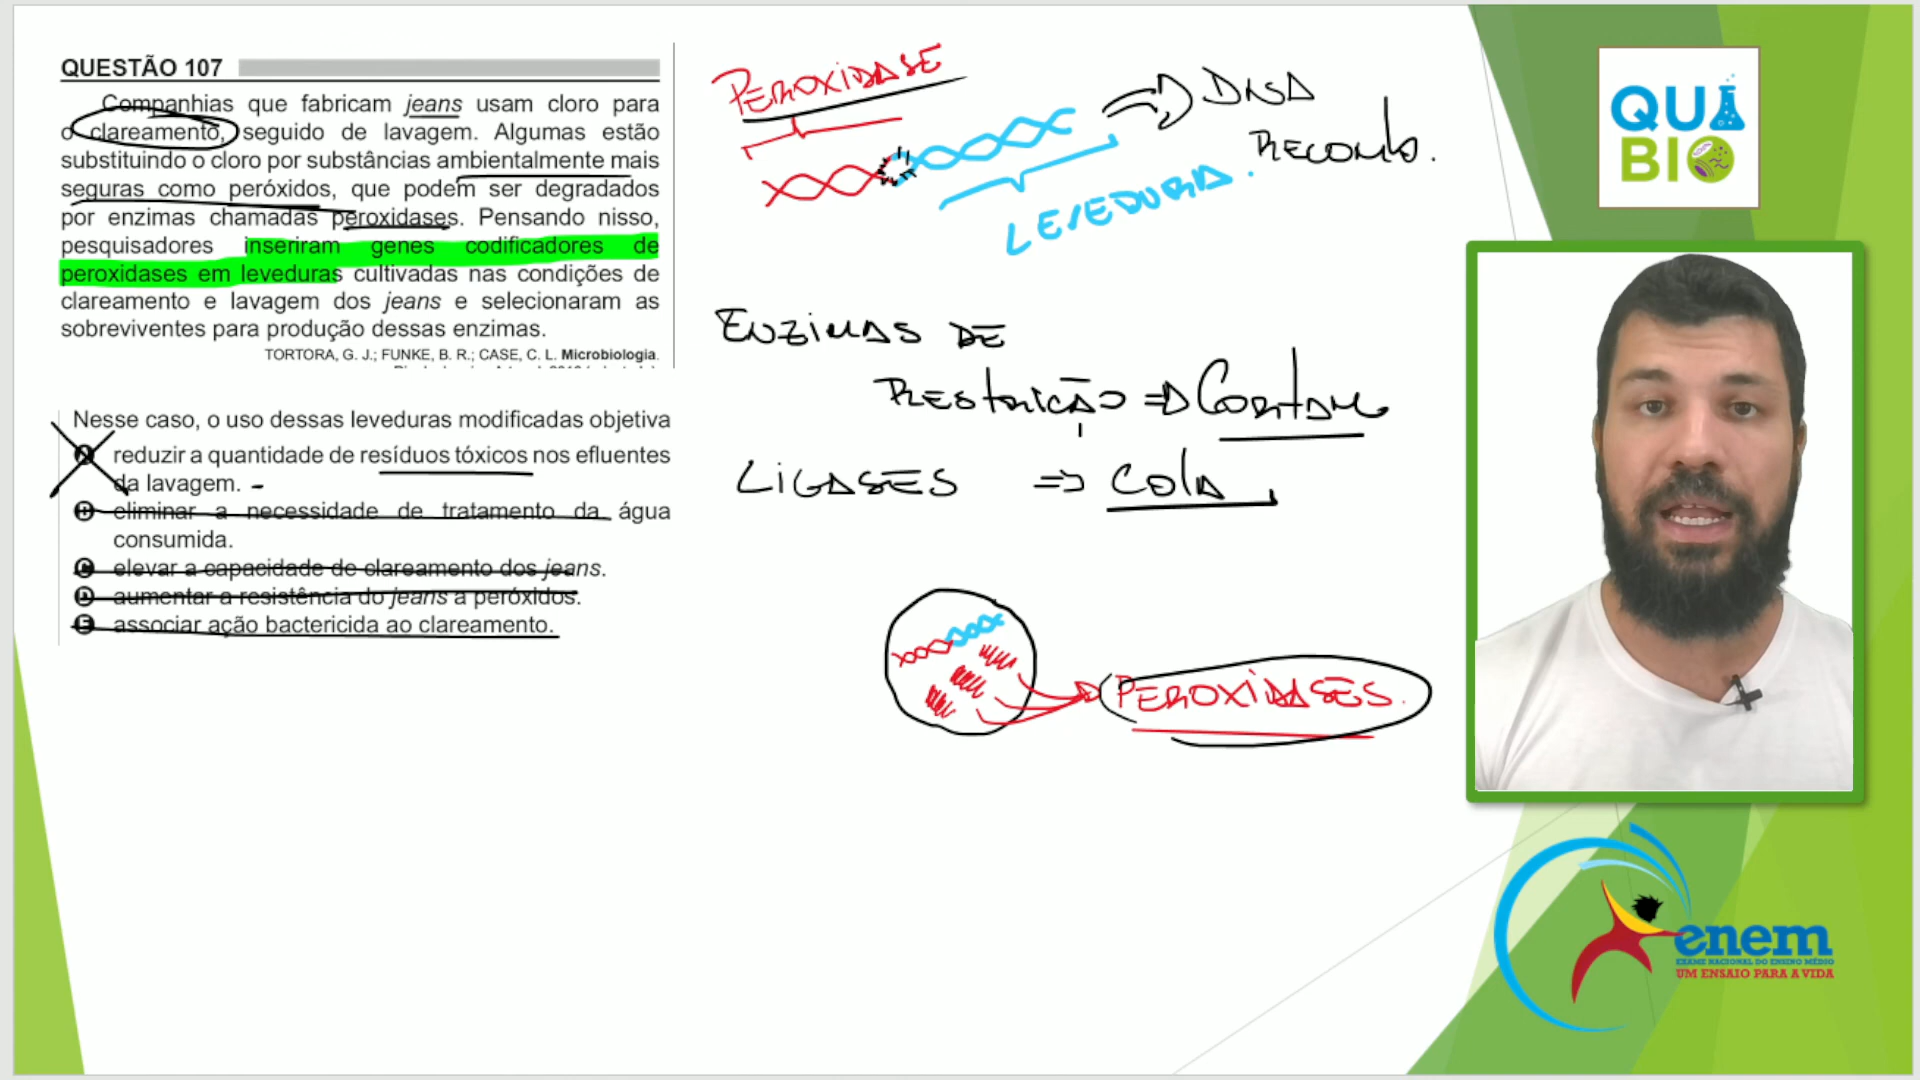 QUESTÃO 107
Companhias que fabricam jeans usam cloro para
o clareamento, seguido de lavagem. Algumas estão
substituindo o cloro por substâncias ambientalmente mais
seguras como peróxidos, que podem ser degradados
por enzimas chamadas peroxidases. Pensando nisso,
pesquisadores inseriram genes codificadores de
peroxidases em leveduras cultivadas nas condições de
clareamento e lavagem dos jeans e selecionaram as
sobreviventes para produção dessas enzimas.
TORTORA, G. J.; FUNKE, B. R.; CASE, C. L. Microbiologia.
Nesse caso, o uso dessas leveduras modificadas objetiva
A reduzir a quantidade de resíduos tóxicos nos efluentes
da lavagem.
B eliminar a necessidade de tratamento da água
consumida.
C elevar a capacidade de clareamento dos jeans.
D aumentar a resistência do jeans a peróxidos.
E associar ação bactericida ao clareamento.
PEROXIDASE
DNA
RECOMB.
LEVEDURA.
ENZIMAS DE
RESTRIÇÃO => CORTAM
LIGASES => COLA
PEROXIDASES.
QUI
BIO
enem
EXAME NACIONAL DO ENSINO MÉDIO
UM ENSAIO PARA A VIDA